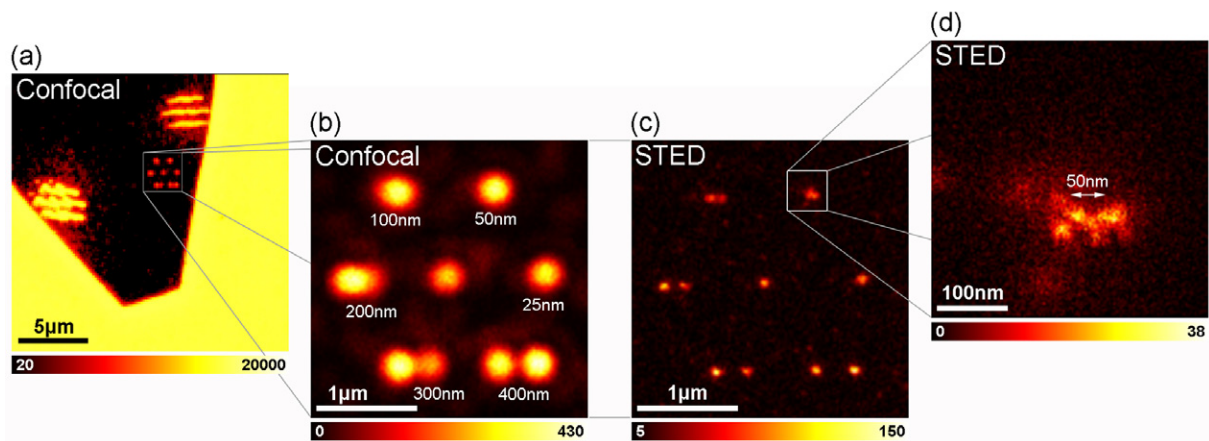 (a)
Confocal
5μm
20 20000
(b)
Confocal
100nm 50nm
200nm 25nm
300nm 400nm
1μm
0 430
(c)
STED
1μm
5 150
(d)
STED
50nm
100nm
0 38